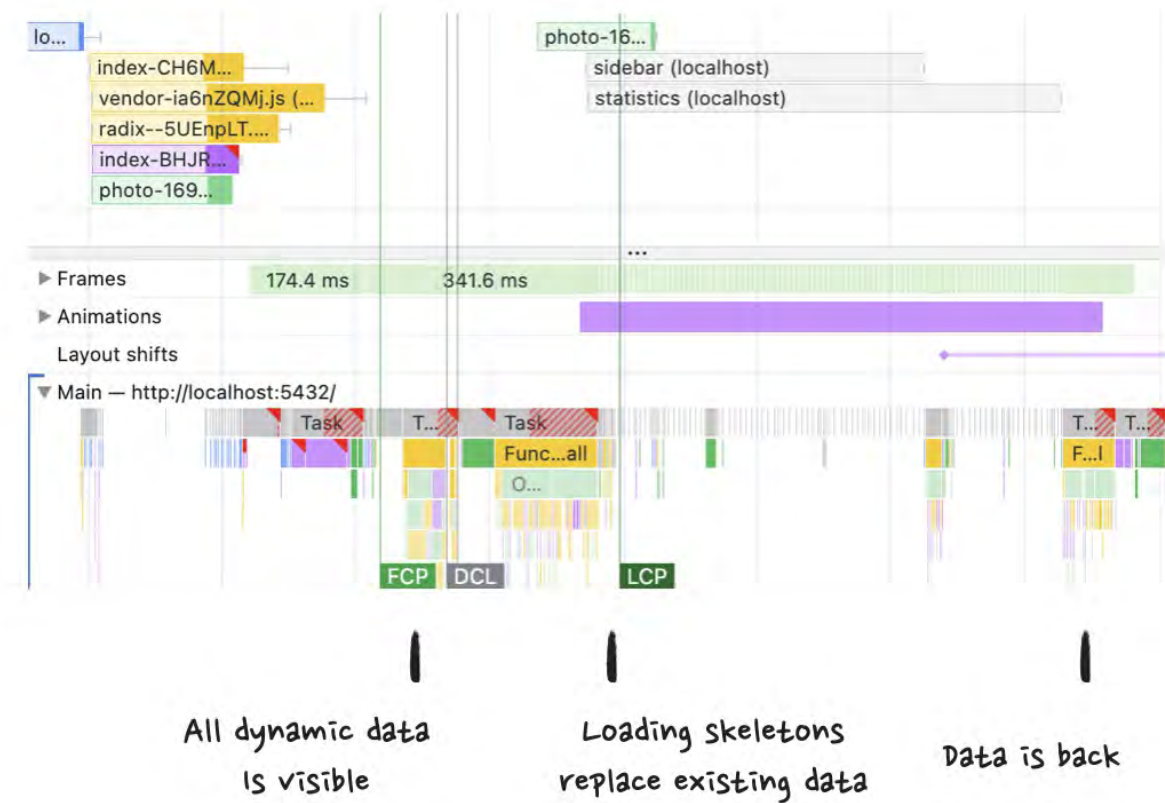 lo...
photo-16...
index-CH6M...
sidebar (localhost)
vendor-ia6nZQMj.js (...
statistics (localhost)
radix--5UEnpLT....
index-BHJR...
photo-169...
...
Frames
174.4 ms
341.6 ms
Animations
Layout shifts
Main — http://localhost:5432/
Task
T...
Task
T...
T...
Func...all
F...l
O...
FCP
DCL
LCP
All dynamic data
Is visible
Loading skeletons
replace existing data
Data is back